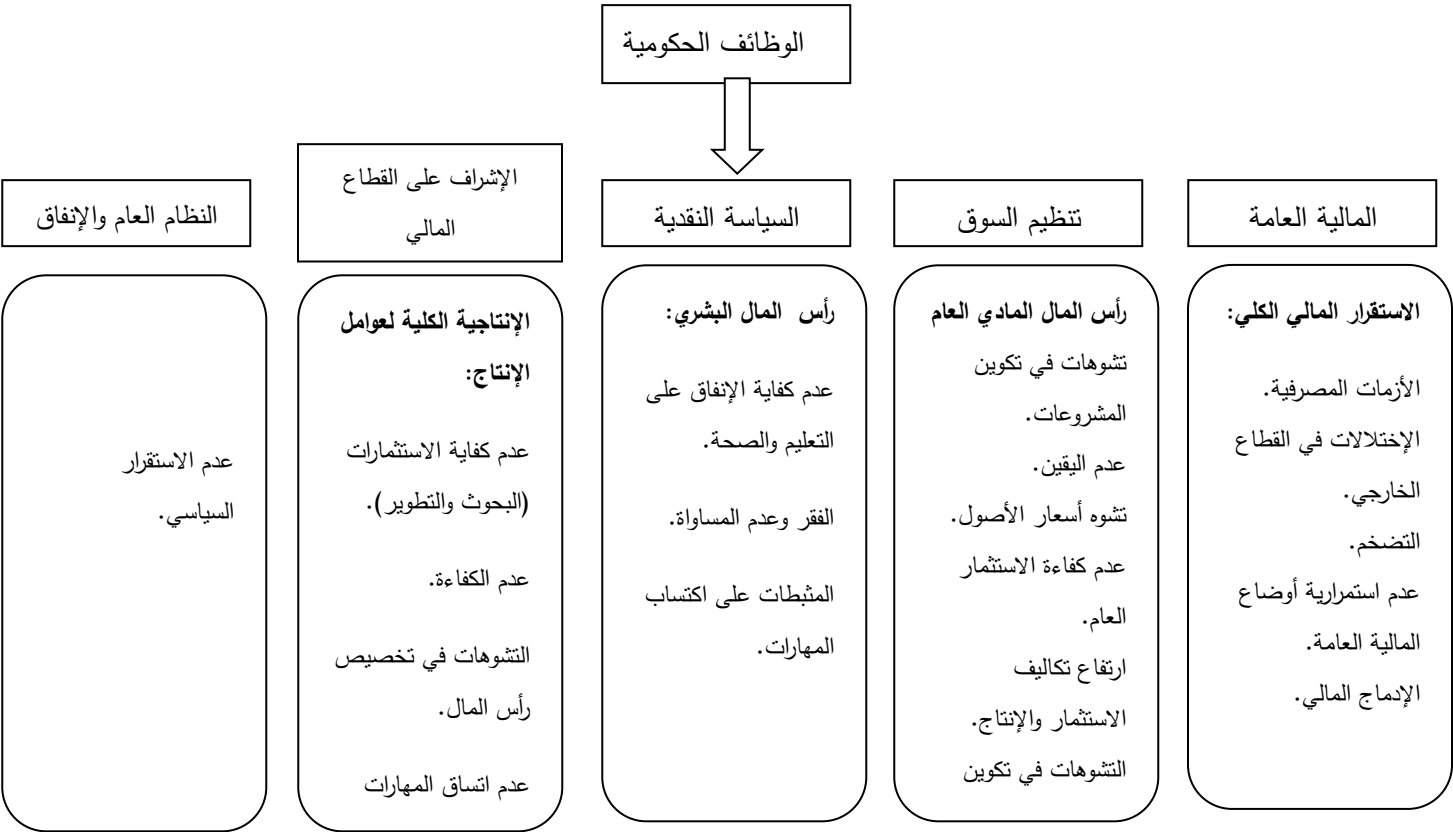 الوظائف الحكومية
المالية العامة
تنظيم السوق
السياسة النقدية
الإشراف على القطاع
المالي
النظام العام والإنفاق
الاستقرار المالي الكلي:
الأزمات المصرفية.
الإختلالات في القطاع
الخارجي.
التضخم.
عدم استمرارية أوضاع
المالية العامة.
الإدماج المالي.
رأس المال المادي العام
تشوهات في تكوين
المشروعات.
عدم اليقين.
تشوه أسعار الأصول.
عدم كفاءة الاستثمار
العام.
ارتفاع تكاليف
الاستثمار والإنتاج.
التشوهات في تكوين
رأس المال البشري:
عدم كفاية الإنفاق على
التعليم والصحة.
الفقر وعدم المساواة.
المثبطات على اكتساب
المهارات.
الإنتاجية الكلية لعوامل
الإنتاج:
عدم كفاية الاستثمارات
(البحوث والتطوير).
عدم الكفاءة.
التشوهات في تخصيص
رأس المال.
عدم اتساق المهارات
عدم الاستقرار
السياسي.